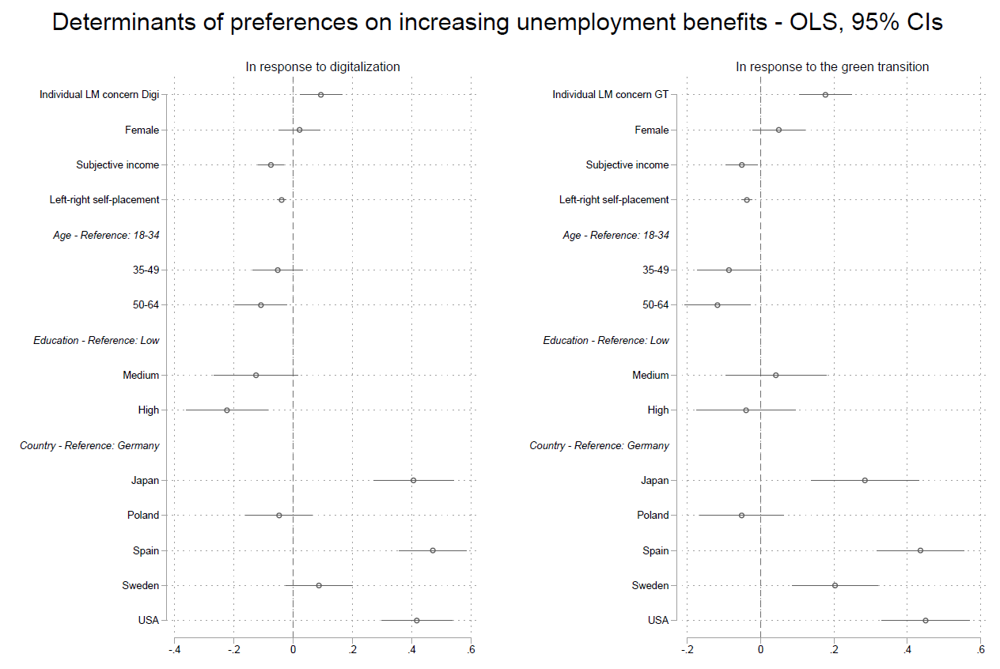 Determinants of preferences on increasing unemployment benefits - OLS, 95% CIs
In response to digitalization
Individual LM concern Digi
Female
Subjective income
Left-right self-placement
Age - Reference: 18-34
35-49
50-64
Education - Reference: Low
Medium
High
Country - Reference: Germany
Japan
Poland
Spain
Sweden
USA
-.4 -.2 0 .2 .4 .6
In response to the green transition
Individual LM concern GT
Female
Subjective income
Left-right self-placement
Age - Reference: 18-34
35-49
50-64
Education - Reference: Low
Medium
High
Country - Reference: Germany
Japan
Poland
Spain
Sweden
USA
-.2 0 .2 .4 .6